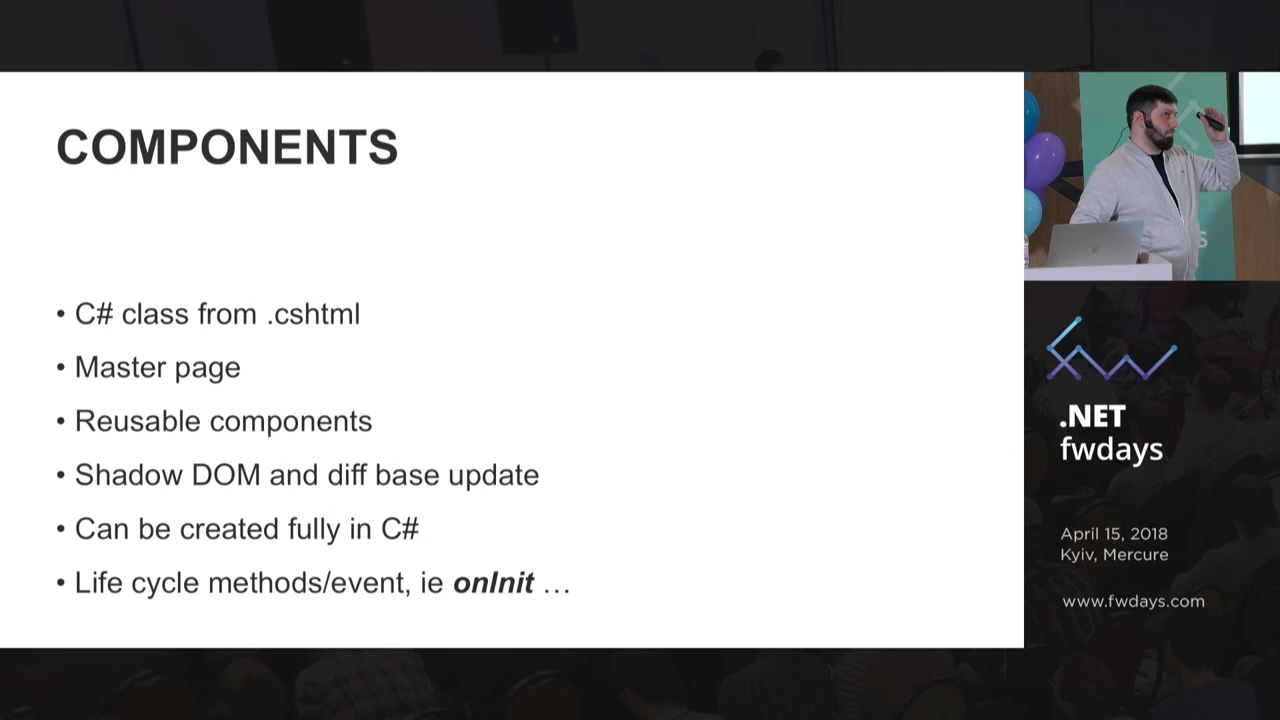 COMPONENTS
• C# class from .cshtml
• Master page
• Reusable components
• Shadow DOM and diff base update
• Can be created fully in C#
• Life cycle methods/event, ie onInit …
.NET
fwdays
April 15, 2018
Kyiv, Mercure
www.fwdays.com